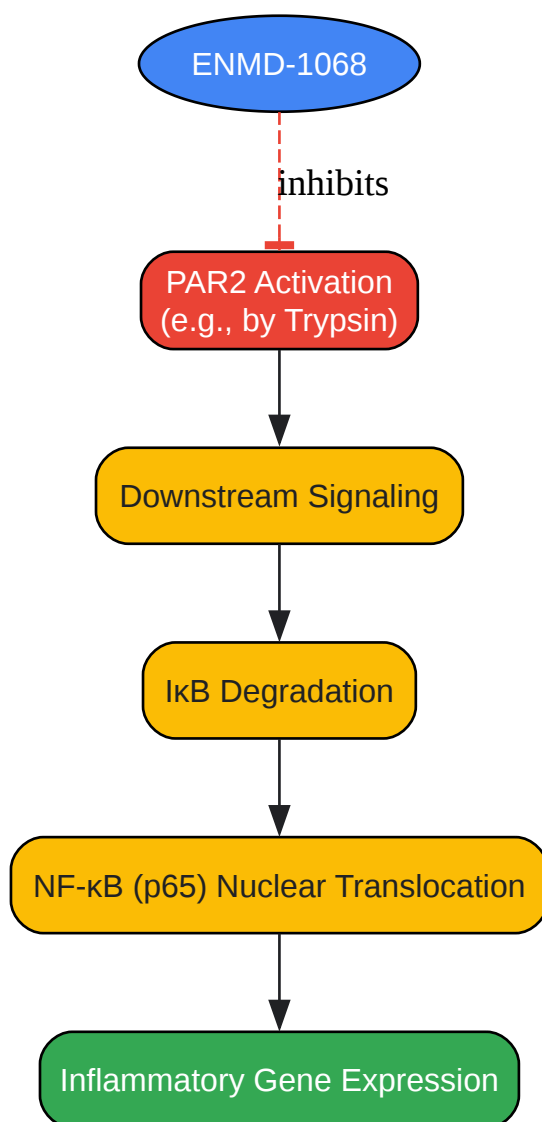 ENMD-1068
inhibits
PAR2 Activation
(e.g., by Trypsin)
Downstream Signaling
IκB Degradation
NF-κB (p65) Nuclear Translocation
Inflammatory Gene Expression